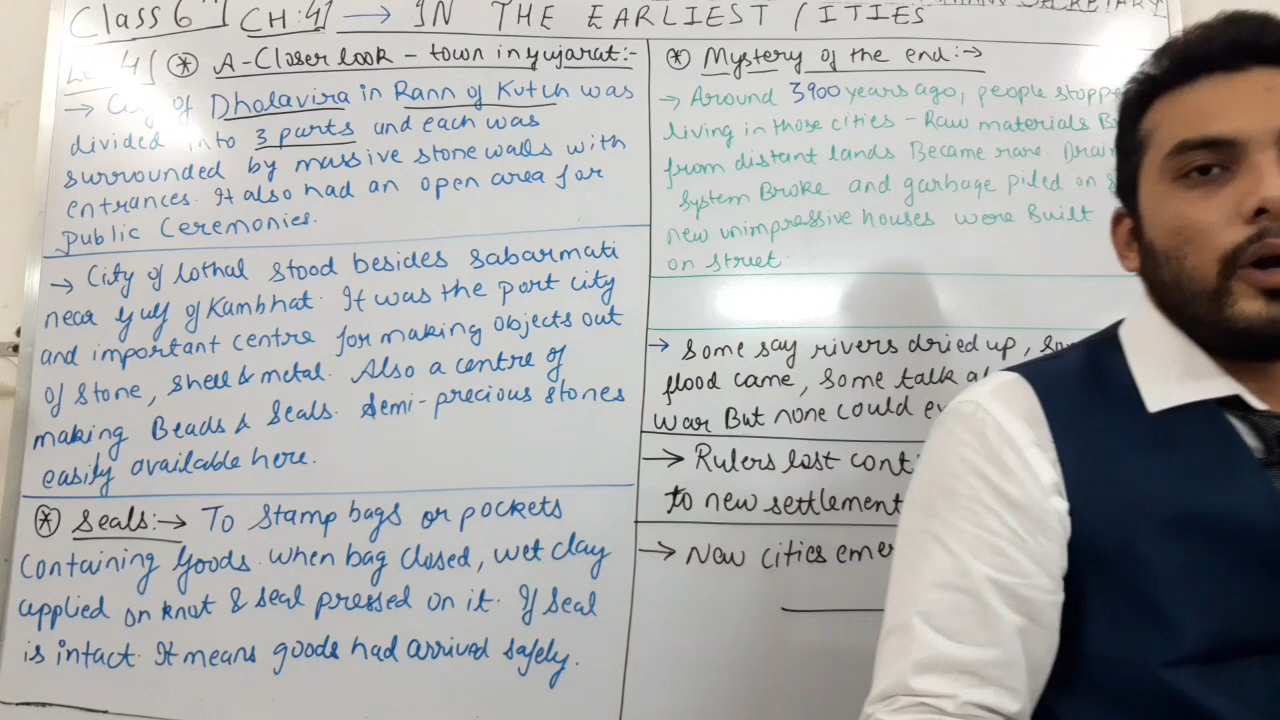 Class 6th CH:4 → IN THE EARLIEST CITIES
SECRETARY
⊛ A-Closer look - town in gujarat:-
→ City of Dholavira in Rann of Kutch was
divided into 3 parts and each was
surrounded by massive stone walls with
entrances. It also had an open area for
Public Ceremonies.
→ City of lothal stood besides Sabarmati
near gulf of Kambhat. It was the port city
and important centre for making objects out
of Stone, Shell & metal. Also a centre of
making Beads & Seals. Semi-precious stones
easily available here.
⊛ Seals:→ To Stamp bags or pockets
containing goods. when bag closed, wet clay
applied on knot & seal pressed on it. If Seal
is intact. It means goods had arrived safely.
⊛ Mystery of the end:→
→ Around 3900 years ago, people
living in those cities - Raw materials
from distant lands Became rare.
System Broke and garbage piled on
new unimpressive houses were Built
on street.
→ Some say rivers dried up,
flood came, Some talk
war But none could
→ Rulers lost
to new settlement
→ New cities